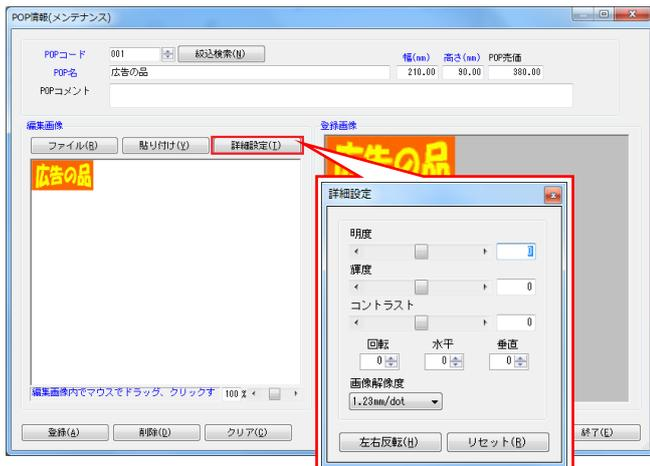 POP情報(メンテナンス)
POPコード 001 絞込検索(N) 幅(mm) 高さ(mm) POP売価
POP名 広告の品 210.00 90.00 380.00
POPコメント
編集画像 登録画像
ファイル(R) 貼り付け(Y) 詳細設定(I)
広告の品
広告の品
詳細設定
明度
0
輝度
0
コントラスト
0
回転 水平 垂直
0 0 0
画像解像度
1.23mm/dot
左右反転(H) リセット(R)
編集画像内でマウスでドラッグ、クリックす 100 %
登録(A) 削除(D) クリア(C) 終了(E)